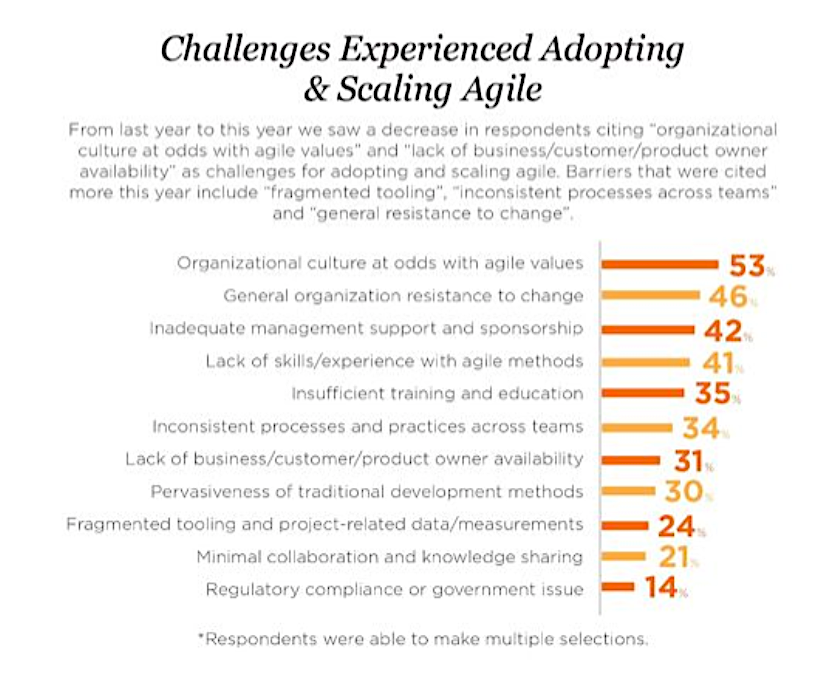 Challenges Experienced Adopting
& Scaling Agile
From last year to this year we saw a decrease in respondents citing "organizational
culture at odds with agile values" and "lack of business/customer/product owner
availability" as challenges for adopting and scaling agile. Barriers that were cited
more this year include "fragmented tooling", "inconsistent processes across teams"
and "general resistance to change".
Organizational culture at odds with agile values 53%
General organization resistance to change 46%
Inadequate management support and sponsorship 42%
Lack of skills/experience with agile methods 41%
Insufficient training and education 35%
Inconsistent processes and practices across teams 34%
Lack of business/customer/product owner availability 31%
Pervasiveness of traditional development methods 30%
Fragmented tooling and project-related data/measurements 24%
Minimal collaboration and knowledge sharing 21%
Regulatory compliance or government issue 14%
*Respondents were able to make multiple selections.